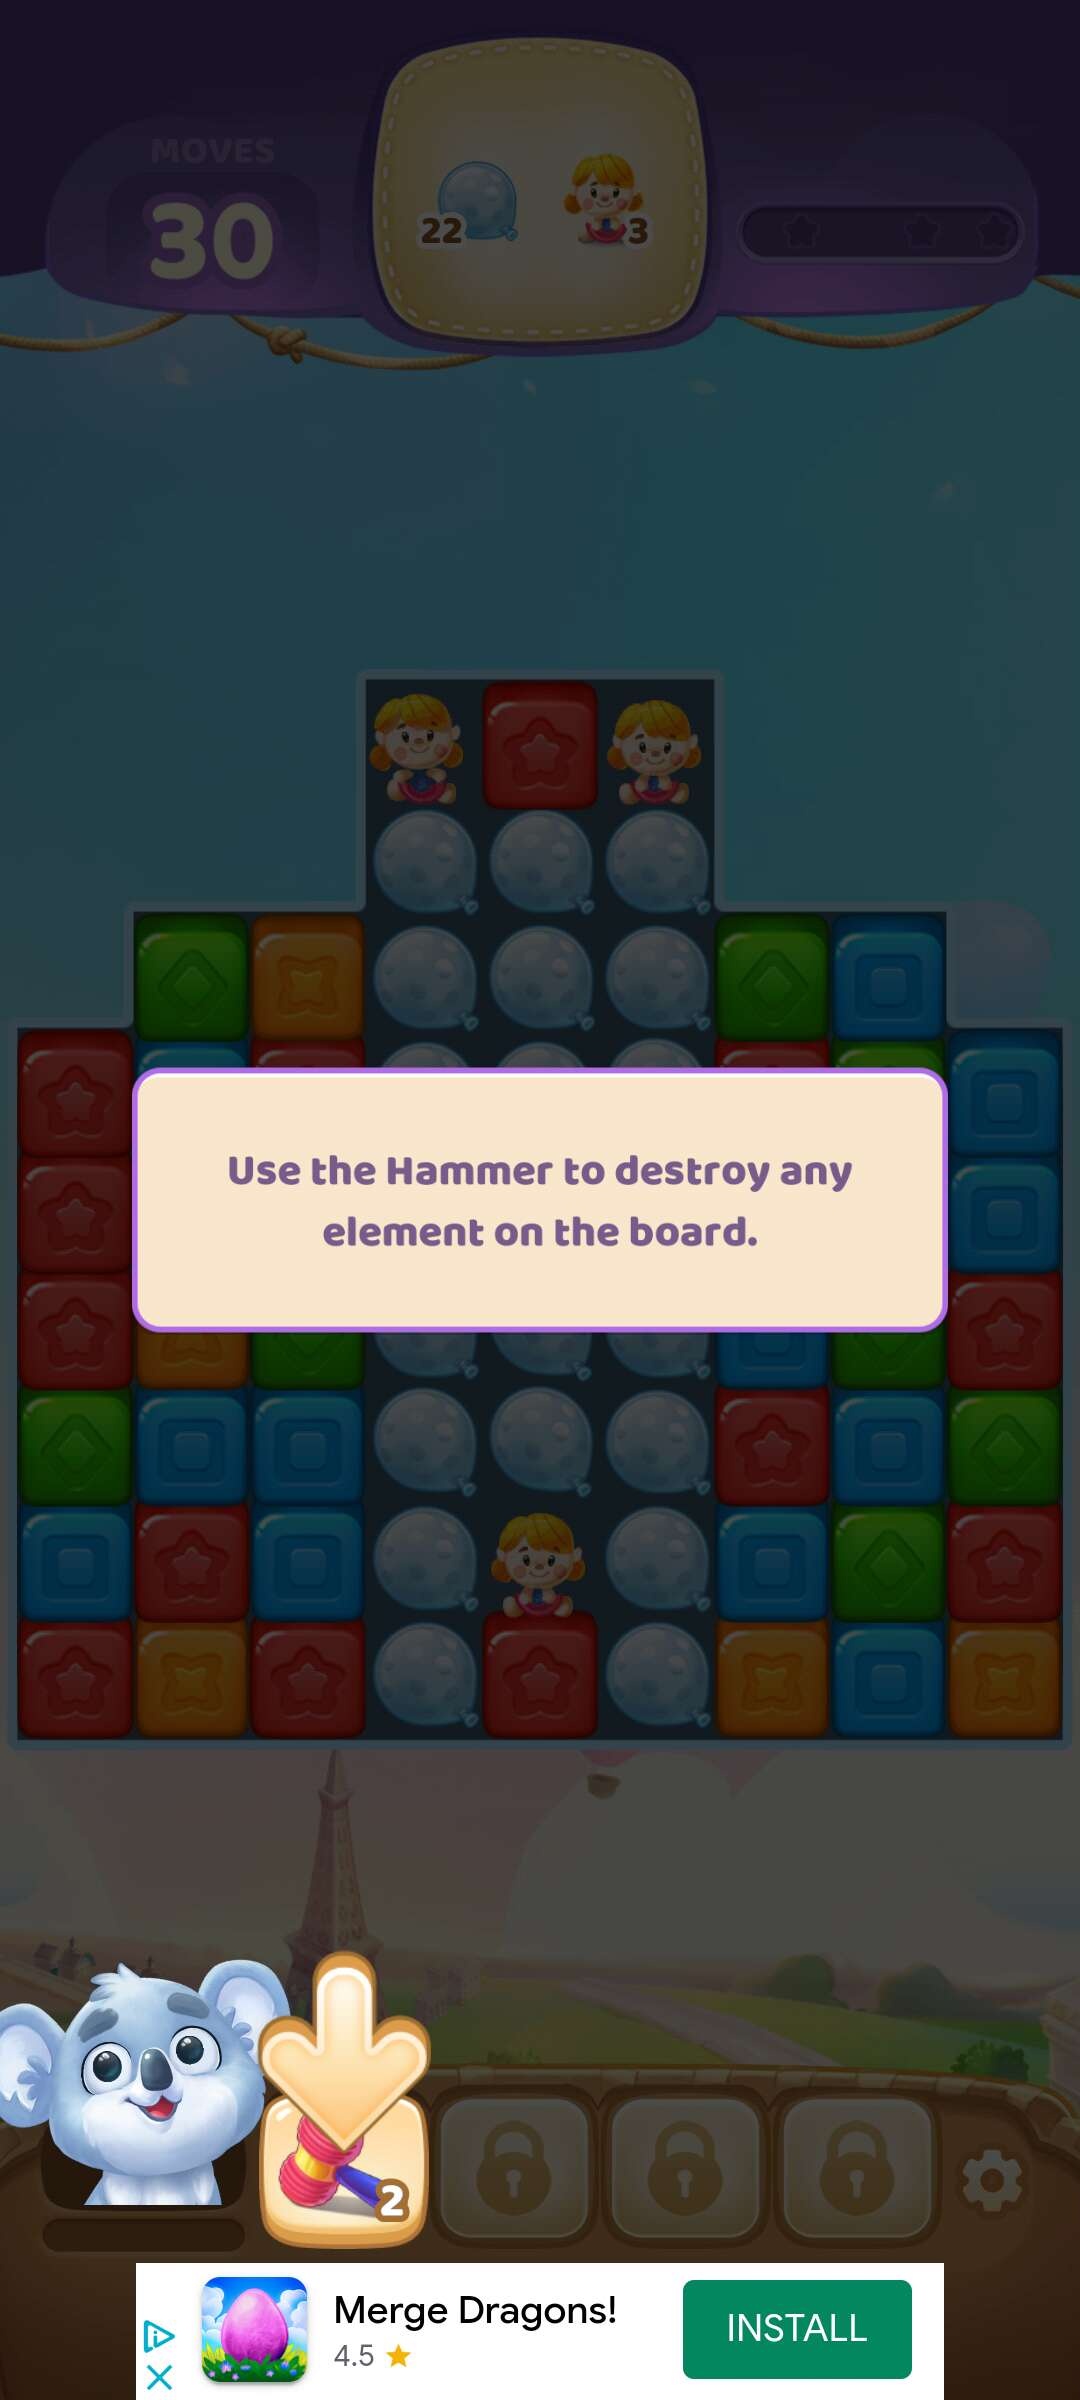 MOVES
30
22
3
Use the Hammer to destroy any
element on the board.
2
Merge Dragons!
4.5
INSTALL